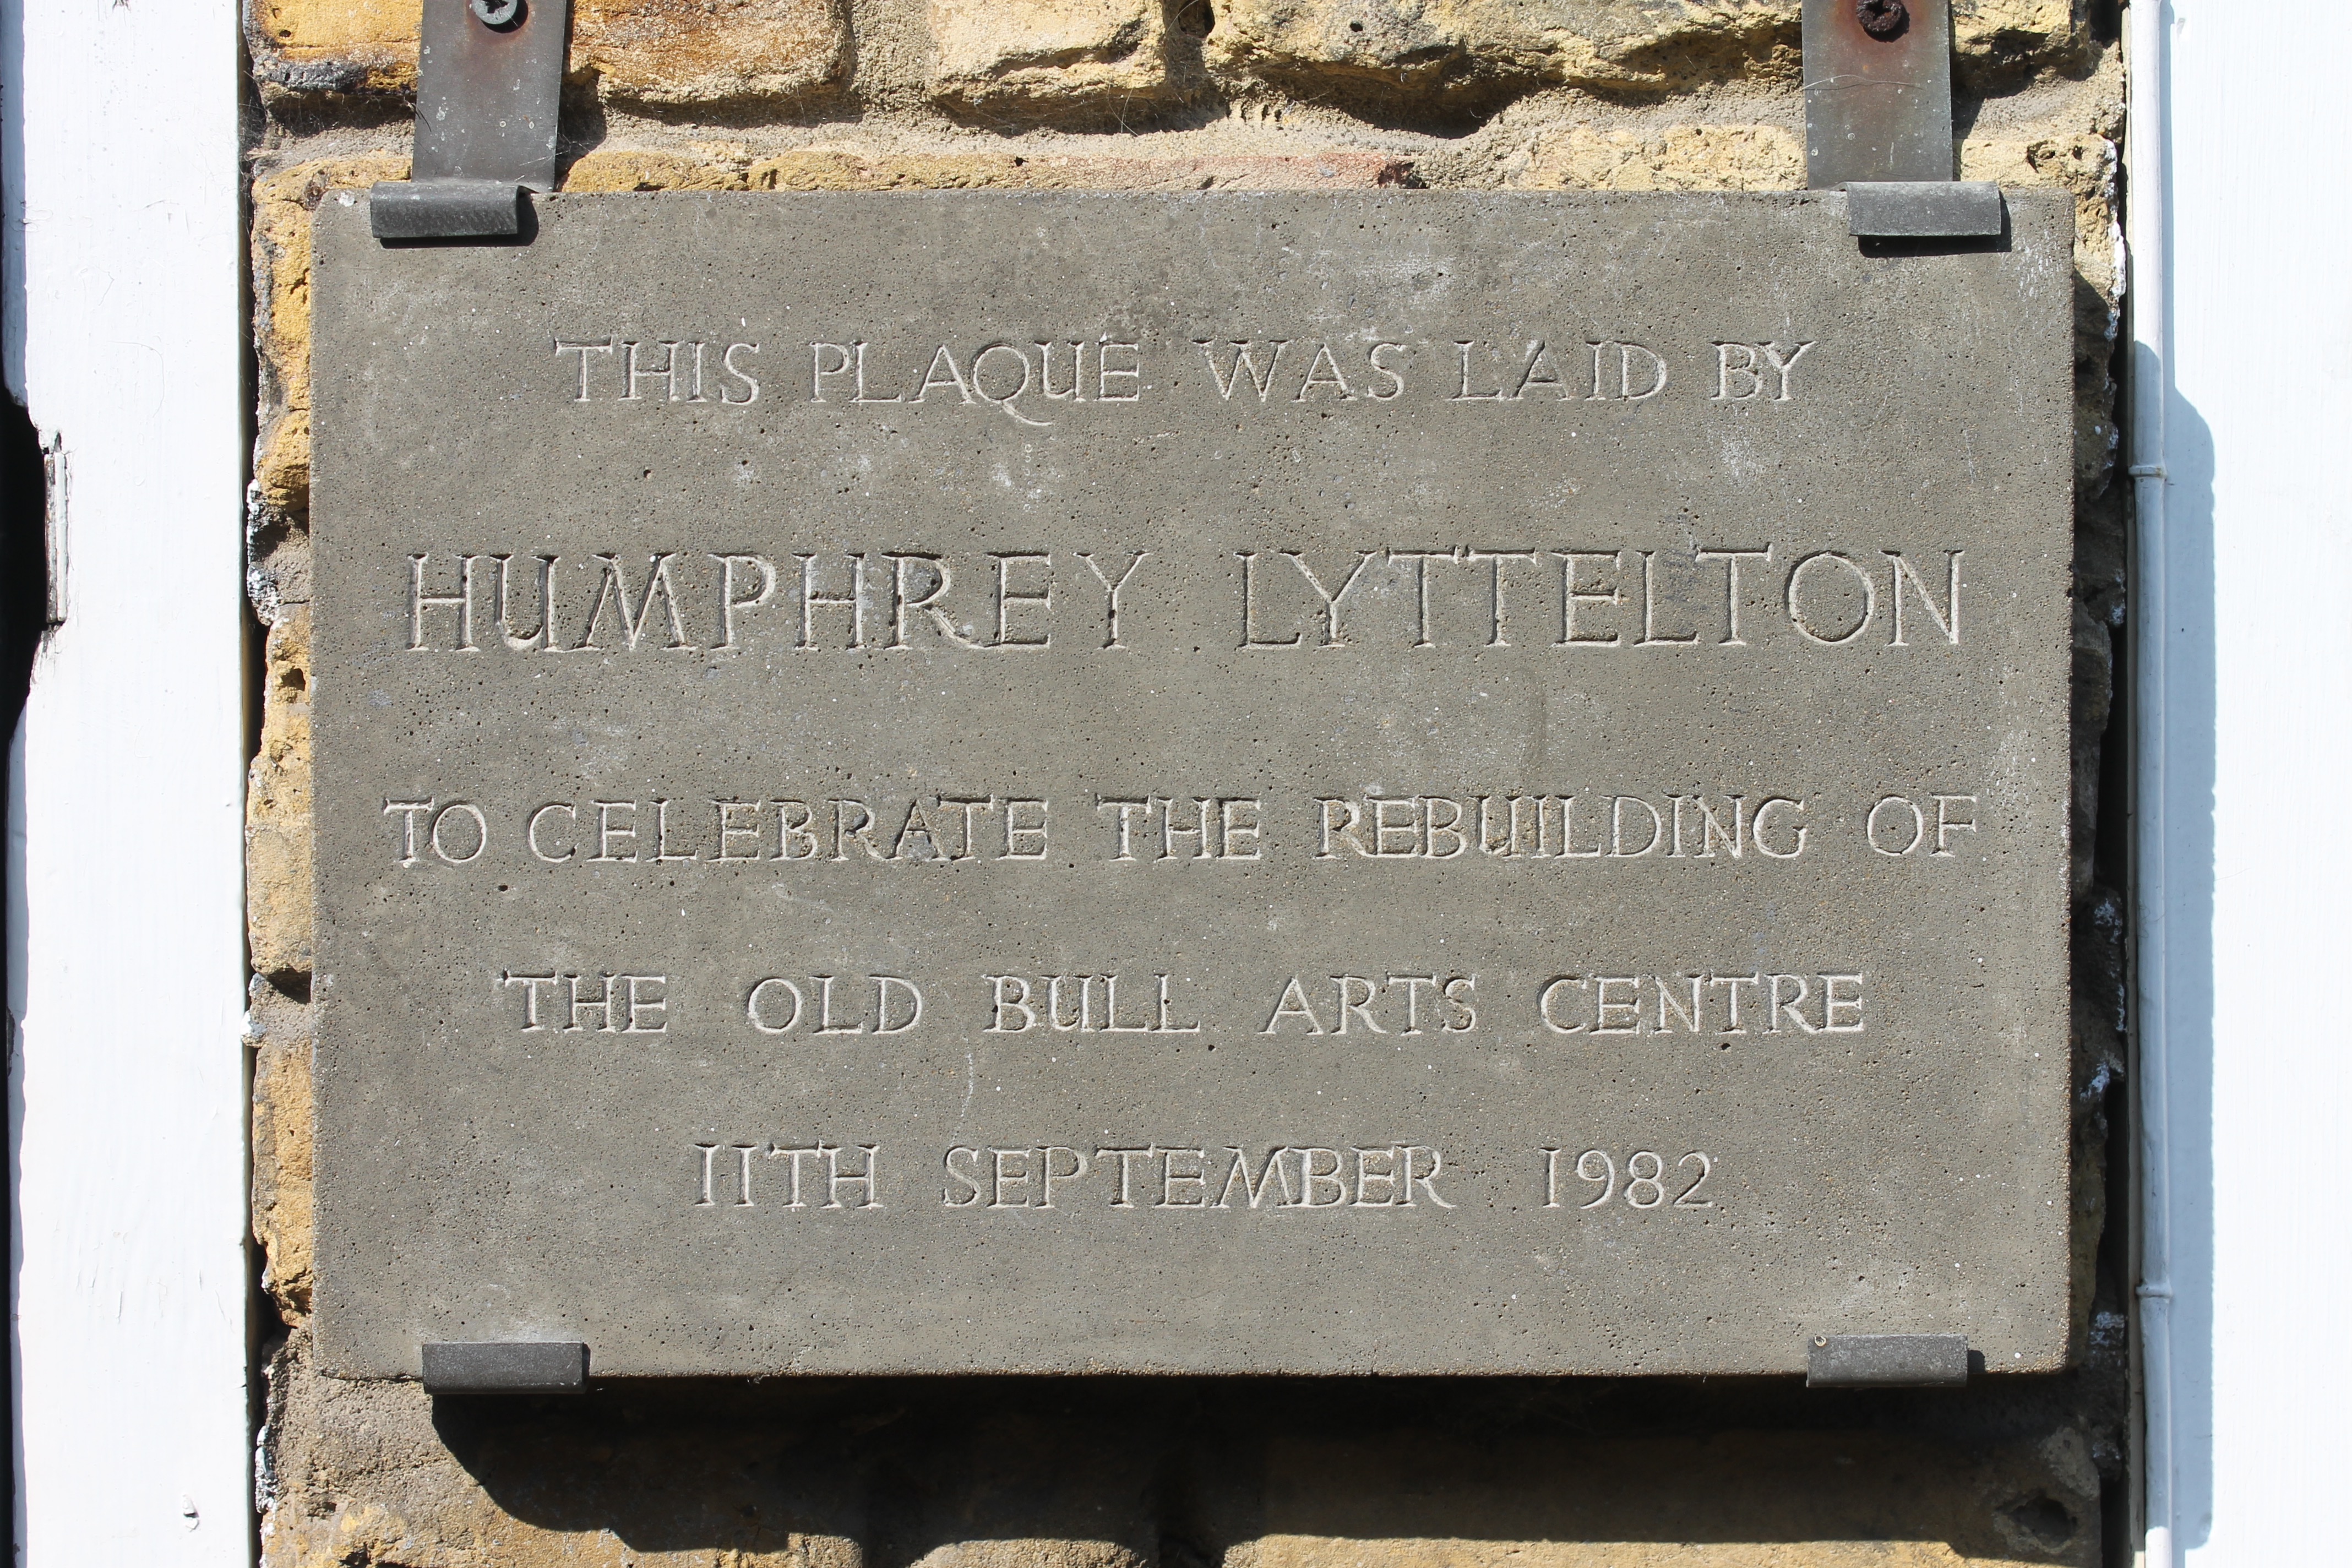 THIS PLAQUE WAS LAID BY
HUMPHREY LYTTELTON
TO CELEBRATE THE REBUILDING OF
THE OLD BULL ARTS CENTRE
11TH SEPTEMBER 1982